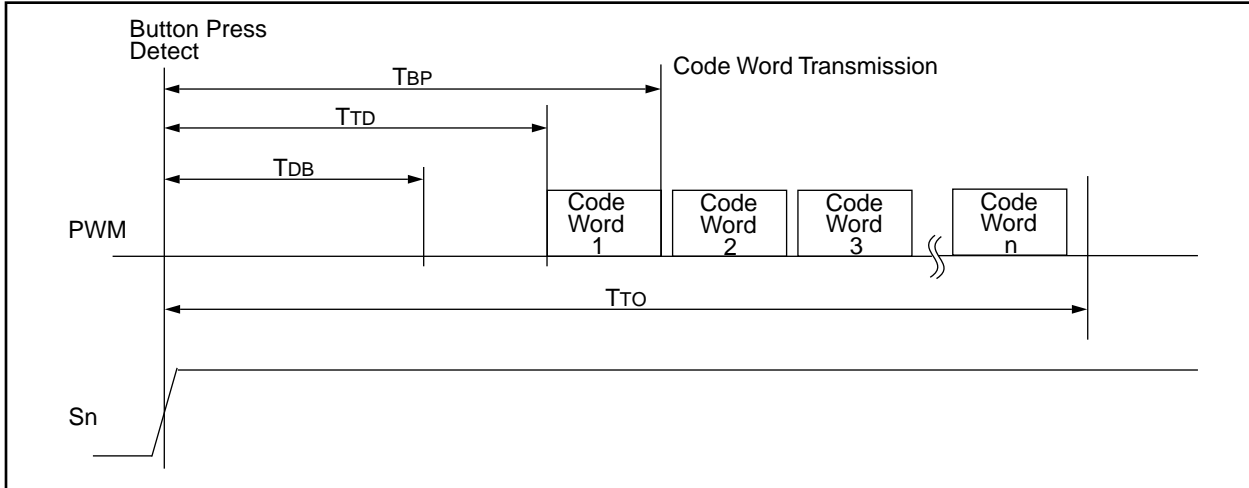 Button Press
Detect
TBP
Code Word Transmission
TTD
TDB
PWM
Code
Word
1
Code
Word
2
Code
Word
3
Code
Word
n
TTO
Sn